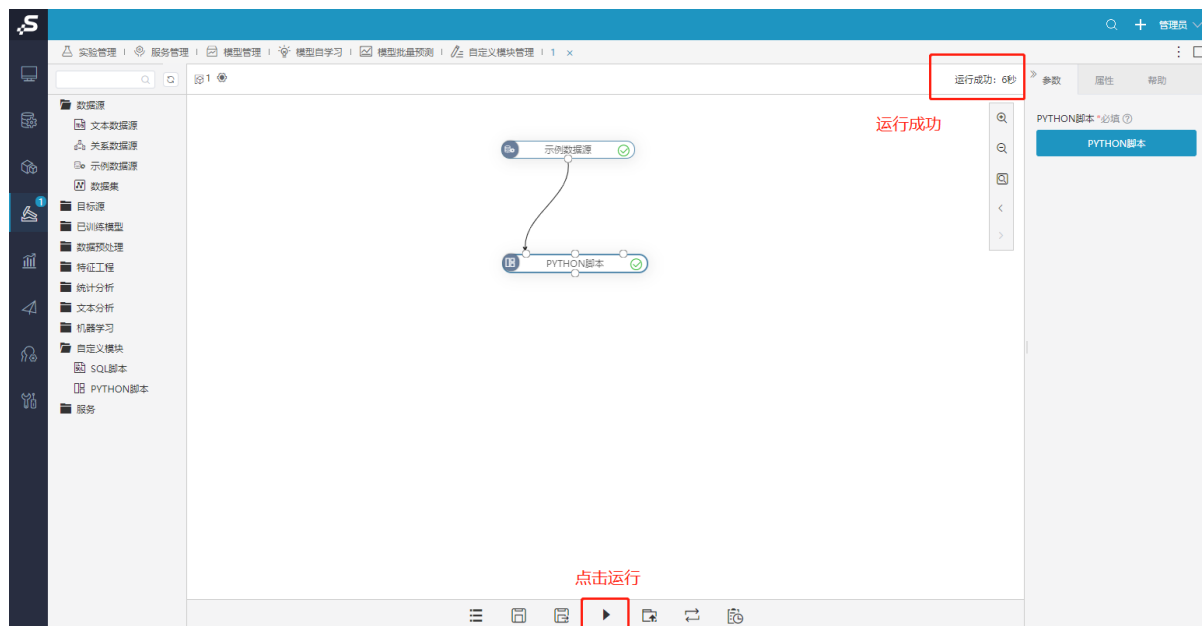 管理员
实验管理 服务管理 模型管理 模型自学习 模型批量预测 自定义模块管理 1 ×
1
运行成功：6秒
参数 属性 帮助
数据源
文本数据源
关系数据源
示例数据源
数据集
目标源
已训练模型
数据预处理
特征工程
统计分析
文本分析
机器学习
自定义模块
SQL脚本
PYTHON脚本
服务
1
运行成功
示例数据源
PYTHON脚本
PYTHON脚本 *必填
PYTHON脚本
点击运行